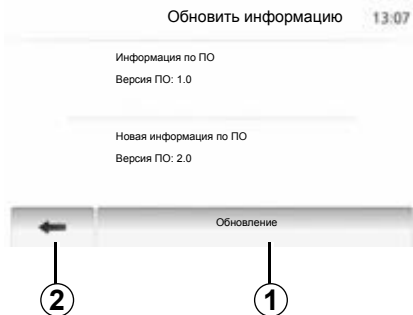 Обновить информацию 13:07
Информация по ПО
Версия ПО: 1.0
Новая информация по ПО
Версия ПО: 2.0
Обновление
2 1